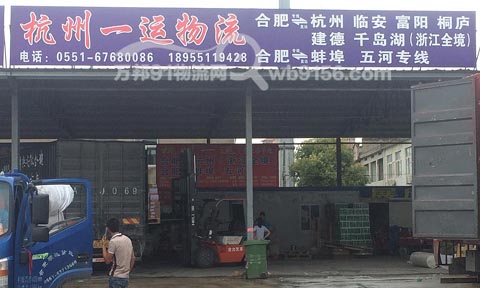 杭州一运物流
合肥 杭州 临安 富阳 桐庐
建德 千岛湖(浙江全境)
电话：0551-67680086 18955119428
合肥 蚌埠 五河专线
万邦91物流网 wb9156.com